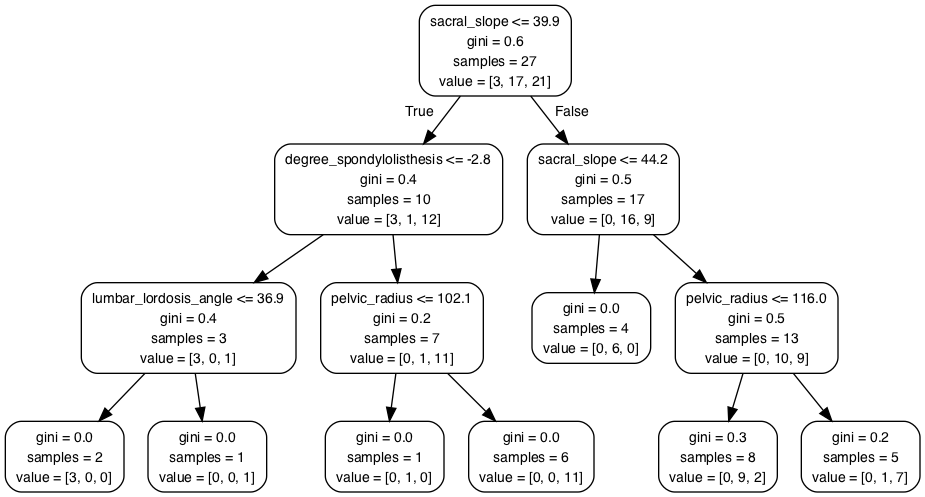 sacral_slope <= 39.9
gini = 0.6
samples = 27
value = [3, 17, 21]
True
False
degree_spondylolisthesis <= -2.8
gini = 0.4
samples = 10
value = [3, 1, 12]
sacral_slope <= 44.2
gini = 0.5
samples = 17
value = [0, 16, 9]
lumbar_lordosis_angle <= 36.9
gini = 0.4
samples = 3
value = [3, 0, 1]
pelvic_radius <= 102.1
gini = 0.2
samples = 7
value = [0, 1, 11]
gini = 0.0
samples = 4
value = [0, 6, 0]
pelvic_radius <= 116.0
gini = 0.5
samples = 13
value = [0, 10, 9]
gini = 0.0
samples = 2
value = [3, 0, 0]
gini = 0.0
samples = 1
value = [0, 0, 1]
gini = 0.0
samples = 1
value = [0, 1, 0]
gini = 0.0
samples = 6
value = [0, 0, 11]
gini = 0.3
samples = 8
value = [0, 9, 2]
gini = 0.2
samples = 5
value = [0, 1, 7]